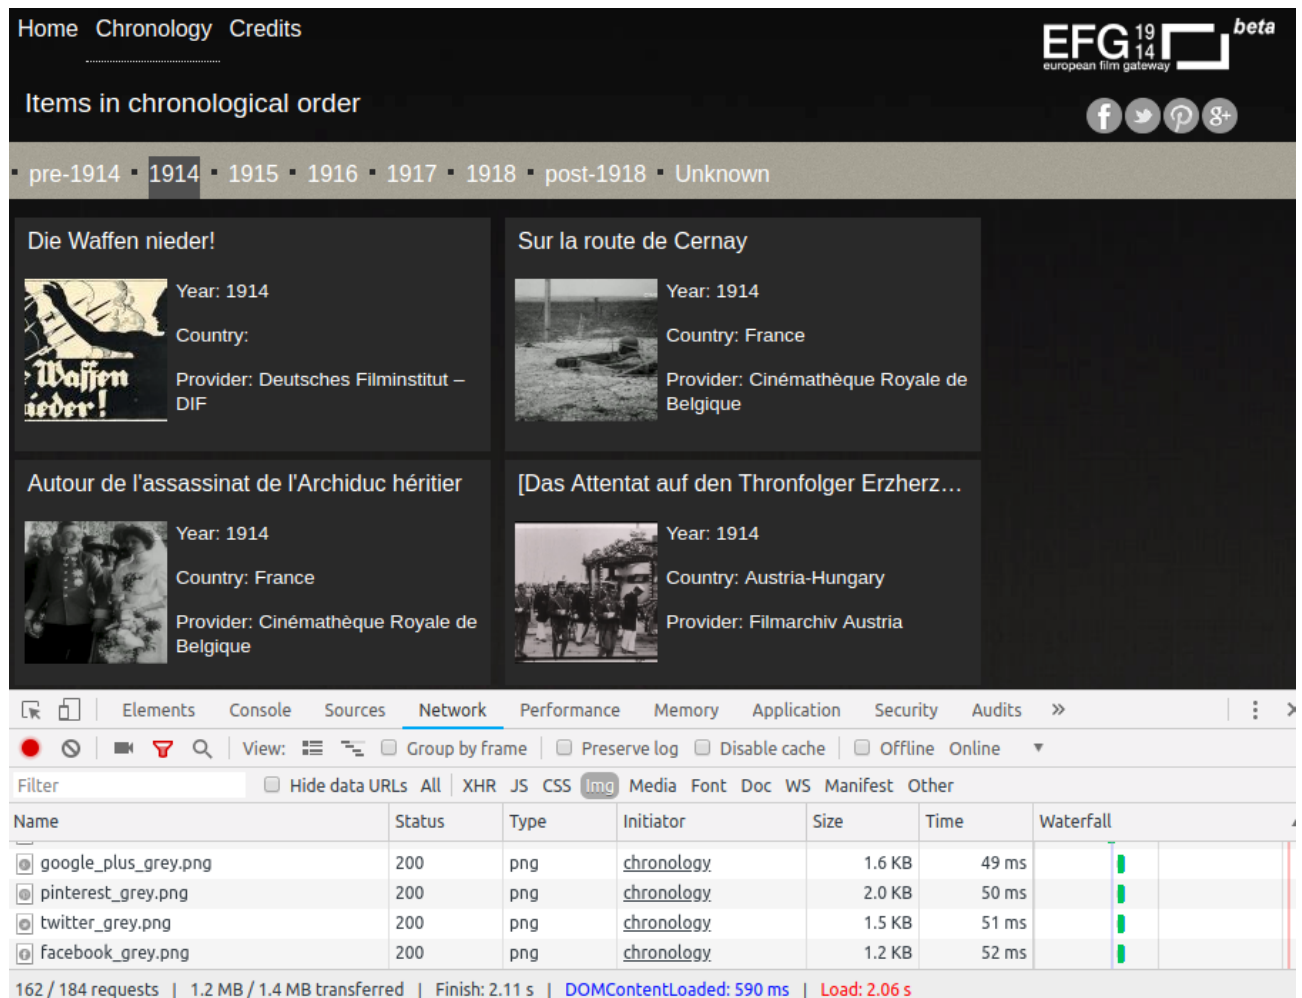 Home Chronology Credits
EFG 19 14 beta
european film gateway
Items in chronological order
pre-1914 1914 1915 1916 1917 1918 post-1918 Unknown
Die Waffen nieder!
Waffen
nieder!
Year: 1914
Country:
Provider: Deutsches Filminstitut –
DIF
Sur la route de Cernay
Year: 1914
Country: France
Provider: Cinémathèque Royale de
Belgique
Autour de l'assassinat de l'Archiduc héritier
Year: 1914
Country: France
Provider: Cinémathèque Royale de
Belgique
[Das Attentat auf den Thronfolger Erzherz…
Year: 1914
Country: Austria-Hungary
Provider: Filmarchiv Austria
Elements Console Sources Network Performance Memory Application Security Audits »
View: Group by frame Preserve log Disable cache Offline Online
Filter Hide data URLs All XHR JS CSS Img Media Font Doc WS Manifest Other
Name Status Type Initiator Size Time Waterfall
google_plus_grey.png 200 png chronology 1.6 KB 49 ms
pinterest_grey.png 200 png chronology 2.0 KB 50 ms
twitter_grey.png 200 png chronology 1.5 KB 51 ms
facebook_grey.png 200 png chronology 1.2 KB 52 ms
162 / 184 requests | 1.2 MB / 1.4 MB transferred | Finish: 2.11 s | DOMContentLoaded: 590 ms | Load: 2.06 s